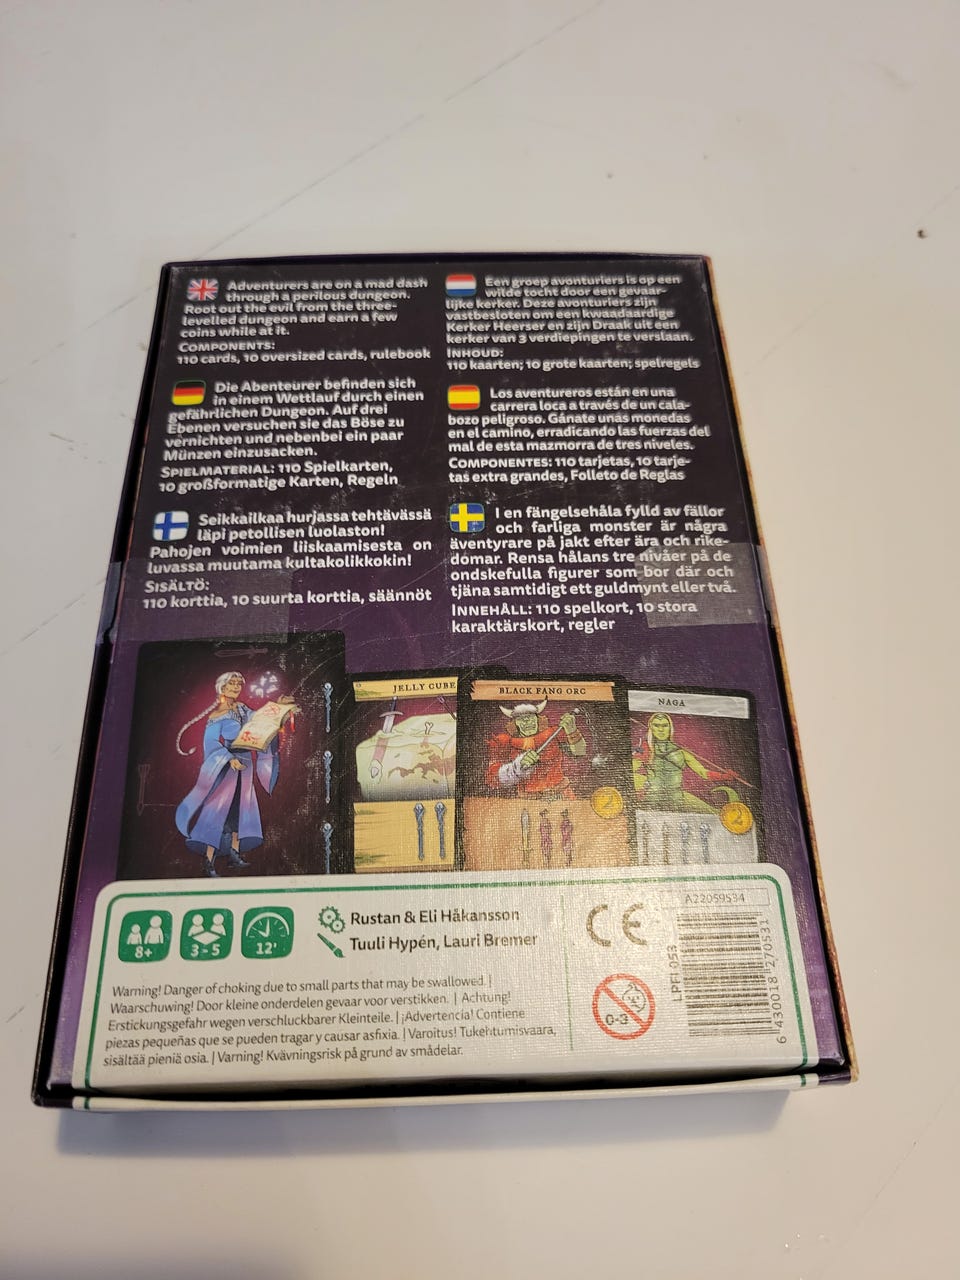 Adventurers are on a mad dash
through a perilous dungeon.
Root out the evil from the three-
levelled dungeon and earn a few
coins while at it.
COMPONENTS:
110 cards, 10 oversized cards, rulebook
Die Abenteurer befinden sich
in einem Wettlauf durch einen
gefährlichen Dungeon. Auf drei
Ebenen versuchen sie das Böse zu
vernichten und nebenbei ein paar
Münzen einzusacken.
SPIELMATERIAL: 110 Spielkarten,
10 großformatige Karten, Regeln
Seikkailkaa hurjassa tehtävässä
läpi petollisen luolaston!
Pahojen voimien liiskaamisesta on
luvassa muutama kultakolikkokin!
SISÄLTÖ:
110 korttia, 10 suurta korttia, säännöt
Een groep avonturiers is op een
wilde tocht door een gevaar-
lijke kerker. Deze avonturiers zijn
vastbesloten om een kwaadaardige
Kerker Heerser en zijn Draak uit een
kerker van 3 verdiepingen te verslaan.
INHOUD:
110 kaarten; 10 grote kaarten; spelregels
Los aventureros están en una
carrera loca a través de un cala-
bozo peligroso. Gánate unas monedas
en el camino, erradicando las fuerzas del
mal de esta mazmorra de tres niveles.
COMPONENTES: 110 tarjetas, 10 tarje-
tas extra grandes, Folleto de Reglas
I en fängelsehåla fylld av fällor
och farliga monster är några
äventyrare på jakt efter ära och rike-
domar. Rensa hålans tre nivåer på de
ondskefulla figurer som bor där och
tjäna samtidigt ett guldmynt eller två.
INNEHÅLL: 110 spelkort, 10 stora
karaktärskort, regler
JELLY CUBE
BLACK FANG ORC
2
NAGA
2
8+
3-5
12'
Rustan & Eli Håkansson
Tuuli Hypén, Lauri Bremer
Warning! Danger of choking due to small parts that may be swallowed. |
Waarschuwing! Door kleine onderdelen gevaar voor verstikken. | Achtung!
Erstickungsgefahr wegen verschluckbarer Kleinteile. | ¡Advertencia! Contiene
piezas pequeñas que se pueden tragar y causar asfixia. | Varoitus! Tukehtumisvaara,
sisältää pieniä osia. | Varning! Kvävningsrisk på grund av smådelar.
CE
0-3
A22059534
LPFI 053
6 430018 270531